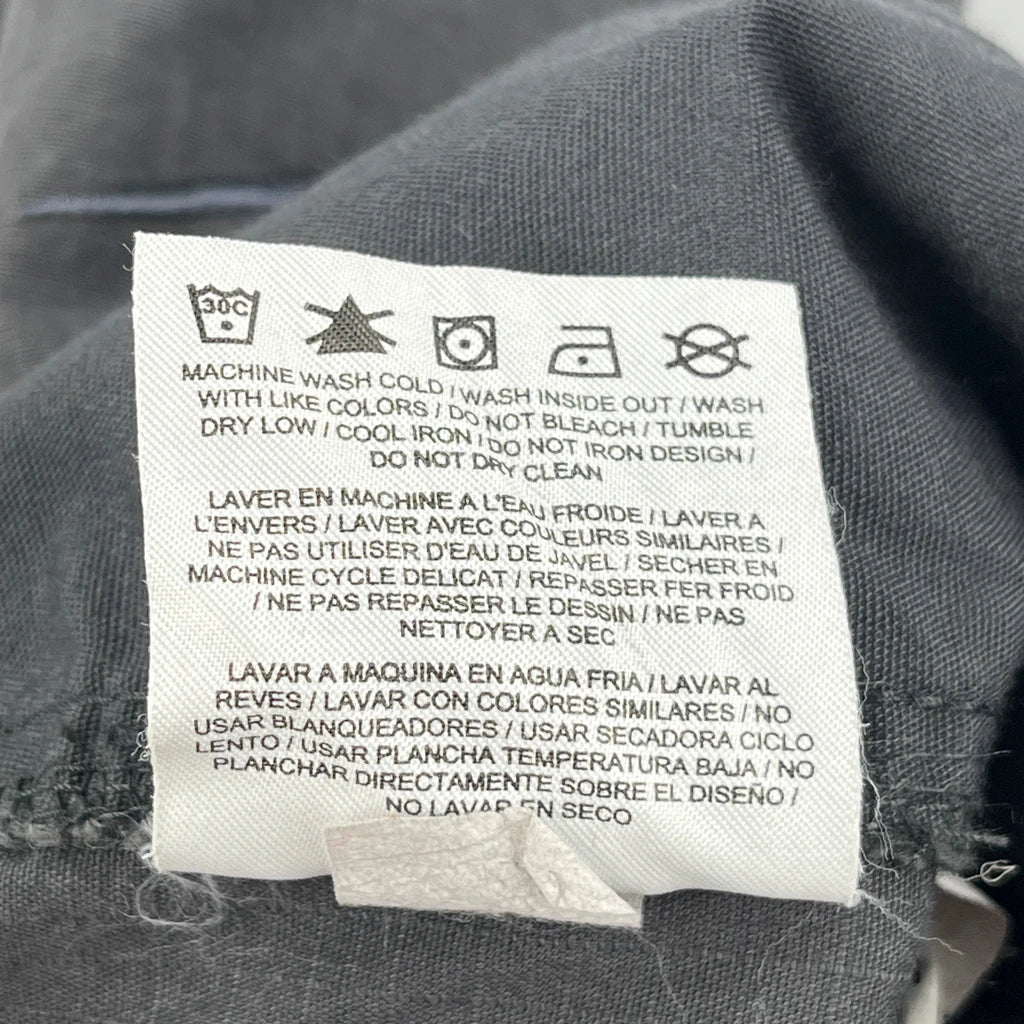 30C
MACHINE WASH COLD / WASH INSIDE OUT / WASH
WITH LIKE COLORS / DO NOT BLEACH / TUMBLE
DRY LOW / COOL IRON / DO NOT IRON DESIGN /
DO NOT DRY CLEAN
LAVER EN MACHINE A L'EAU FROIDE / LAVER A
L'ENVERS / LAVER AVEC COULEURS SIMILAIRES /
NE PAS UTILISER D'EAU DE JAVEL / SECHER EN
MACHINE CYCLE DELICAT / REPASSER FER FROID
/ NE PAS REPASSER LE DESSIN / NE PAS
NETTOYER A SEC
LAVAR A MAQUINA EN AGUA FRIA / LAVAR AL
REVES / LAVAR CON COLORES SIMILARES / NO
USAR BLANQUEADORES / USAR SECADORA CICLO
LENTO / USAR PLANCHA TEMPERATURA BAJA / NO
PLANCHAR DIRECTAMENTE SOBRE EL DISEÑO /
NO LAVAR EN SECO